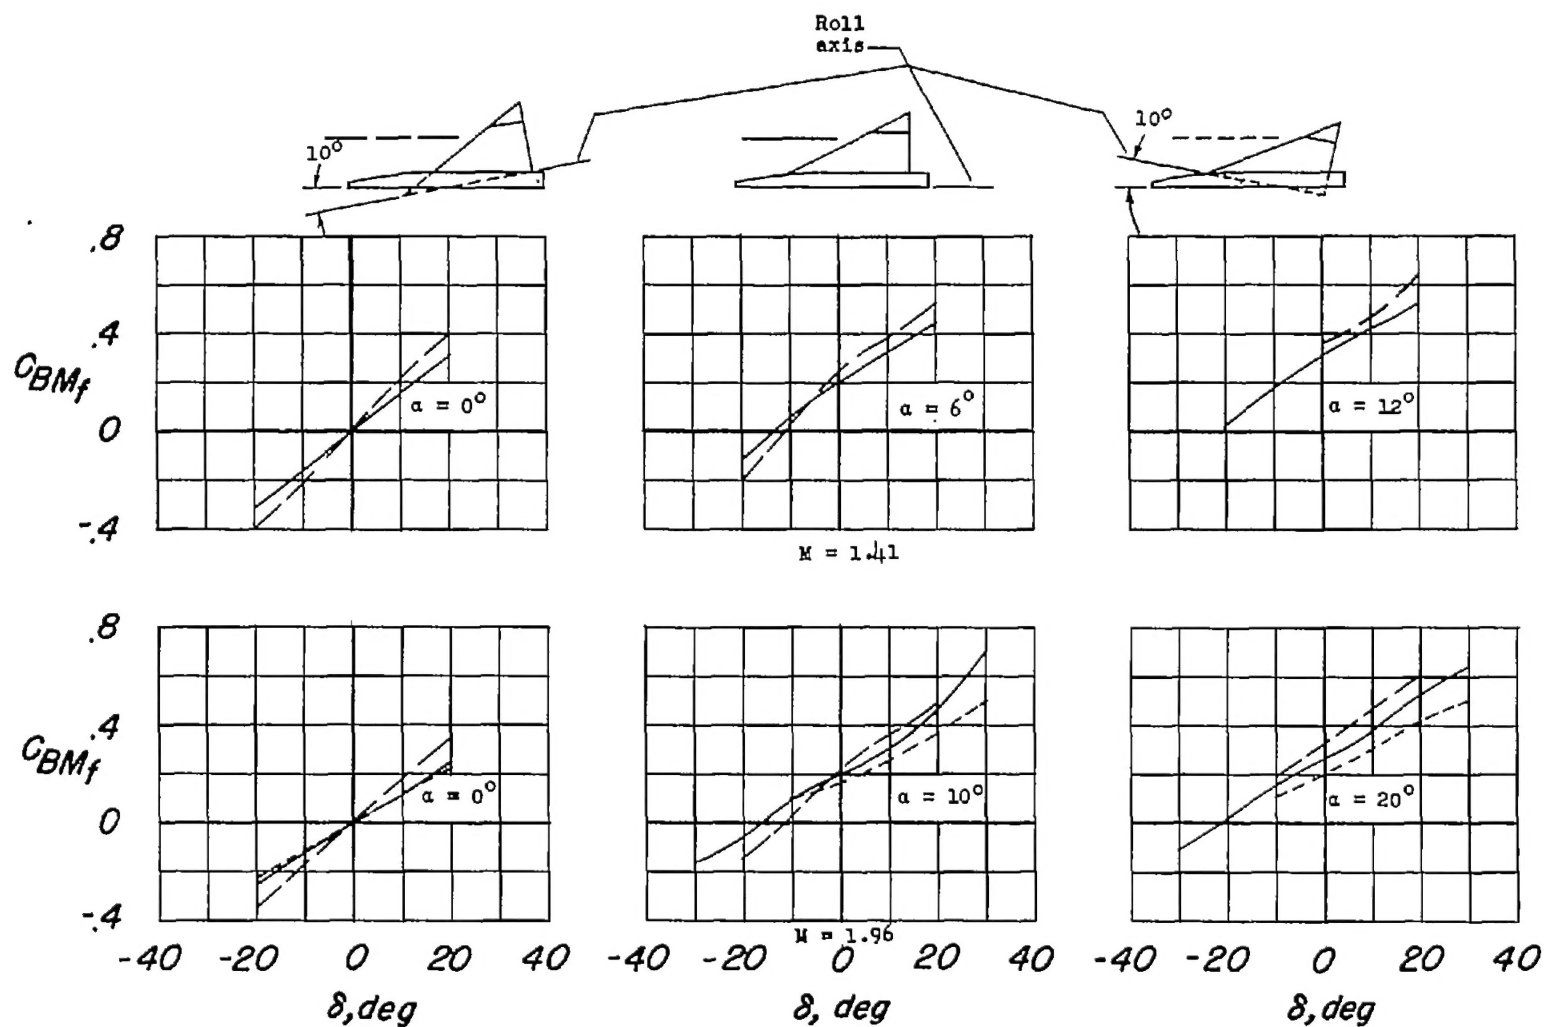 Roll
axis
10°
10°
.8
.4
0
-.4
CBMf
α = 0°
α = 6°
α = 12°
M = 1.41
.8
.4
0
-.4
CBMf
α = 0°
α = 10°
α = 20°
M = 1.96
-40 -20 0 20 40
-40 -20 0 20 40
-40 -20 0 20 40
δ, deg
δ, deg
δ, deg